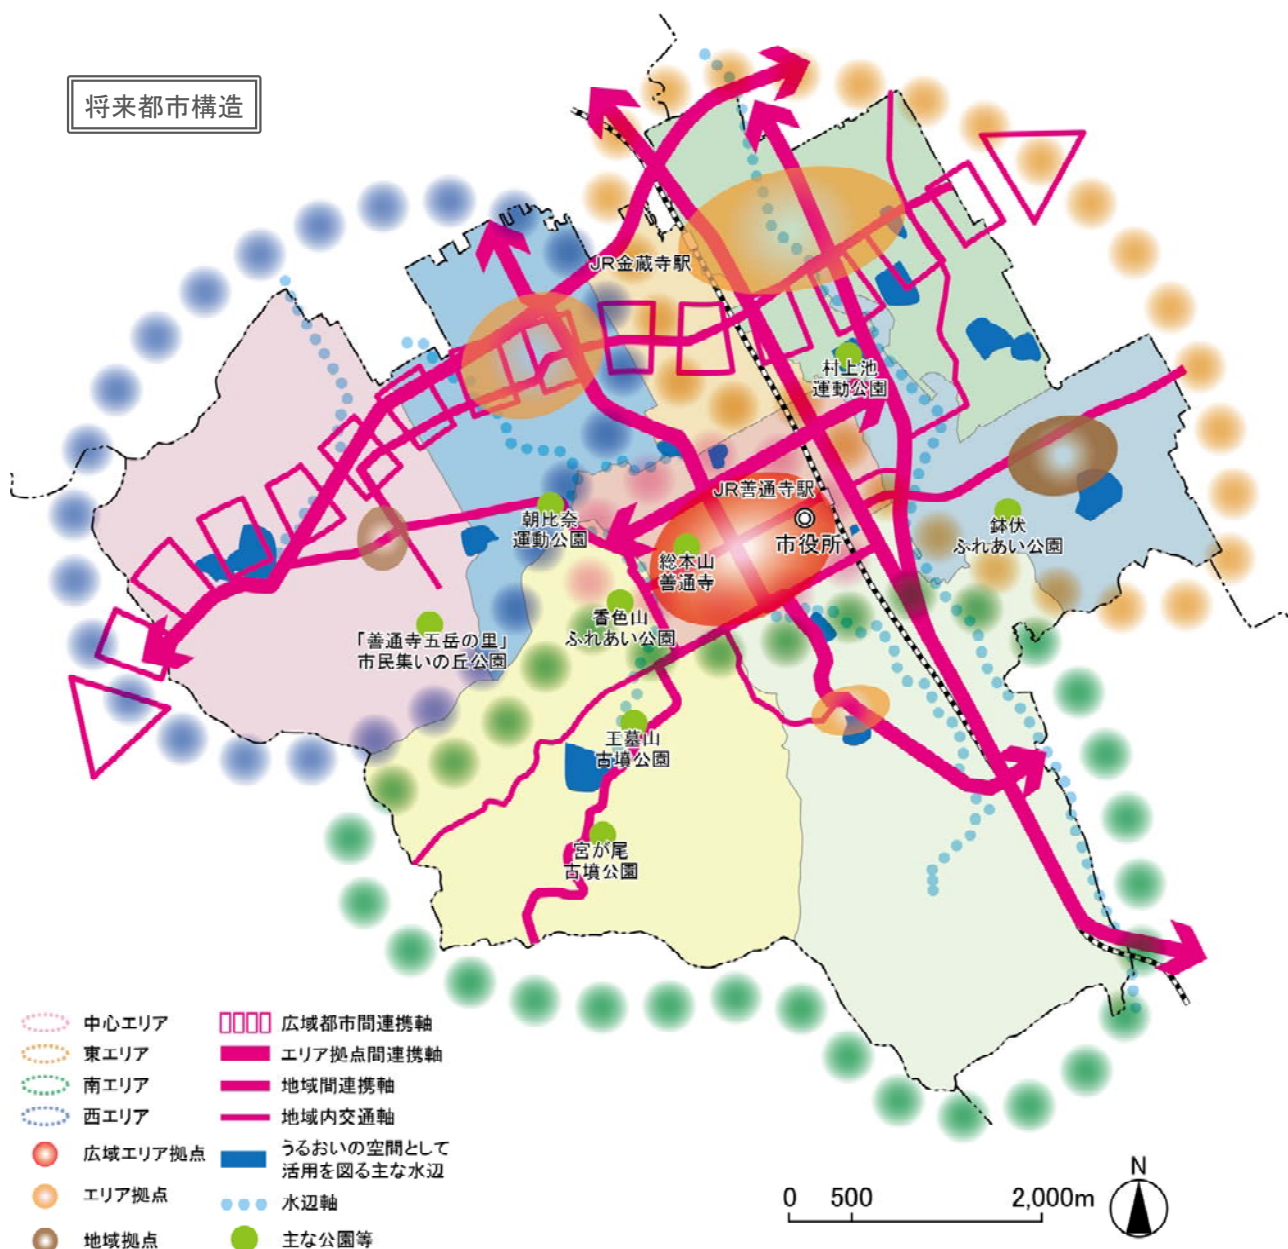 将来都市構造
JR金蔵寺駅
村上池
運動公園
JR善通寺駅
市役所
朝比奈
運動公園
総本山
善通寺
鉢伏
ふれあい公園
香色山
ふれあい公園
「善通寺五岳の里」
市民集いの丘公園
王墓山
古墳公園
宮が尾
古墳公園
中心エリア
東エリア
南エリア
西エリア
広域エリア拠点
エリア拠点
地域拠点
広域都市間連携軸
エリア拠点間連携軸
地域間連携軸
地域内交通軸
うるおいの空間として
活用を図る主な水辺
水辺軸
主な公園等
0 500 2,000m
N